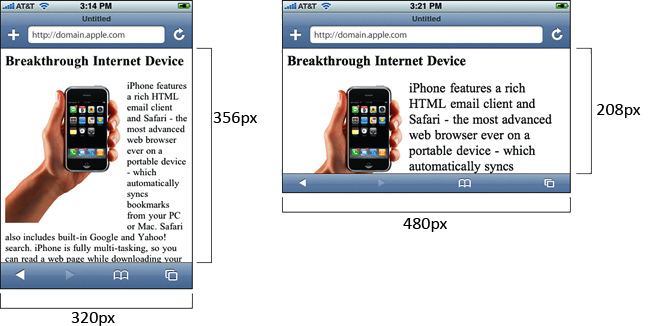 AT&T 3:14 PM
Untitled
http://domain.apple.com
Breakthrough Internet Device
iPhone features
a rich HTML
email client
and Safari - the
most advanced
web browser
ever on a
portable device
- which
automatically
syncs
bookmarks
from your PC
or Mac. Safari
also includes built-in Google and Yahoo!
search. iPhone is fully multi-tasking, so you
can read a web page while downloading your
356px
320px
AT&T 3:21 PM
Untitled
http://domain.apple.com
Breakthrough Internet Device
iPhone features a rich
HTML email client and
Safari - the most advanced
web browser ever on a
portable device - which
automatically syncs
208px
480px